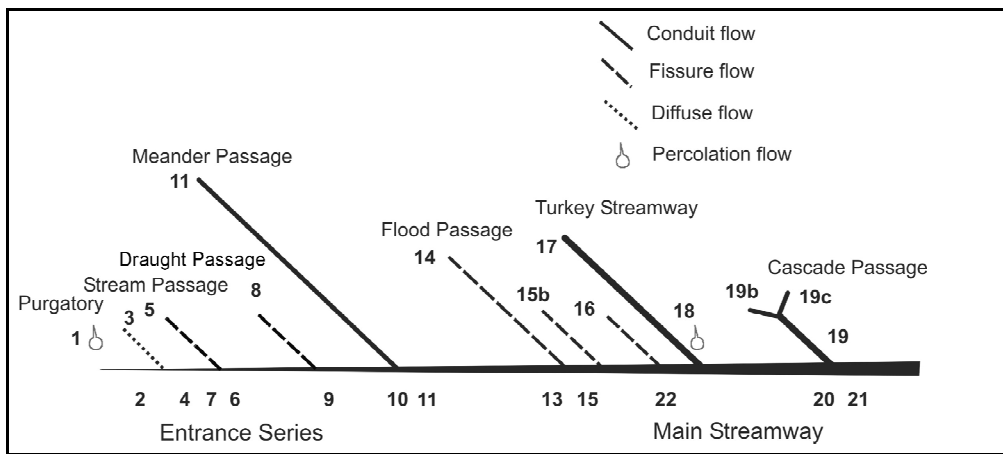 Conduit flow
Fissure flow
Diffuse flow
Percolation flow
Meander Passage
11
Turkey Streamway
17
Flood Passage
14
Draught Passage
8
Cascade Passage
19b 19c
Stream Passage
5
Purgatory
3
1
15b
16
18
19
2 4 7 6 9 10 11 13 15 22 20 21
Entrance Series Main Streamway